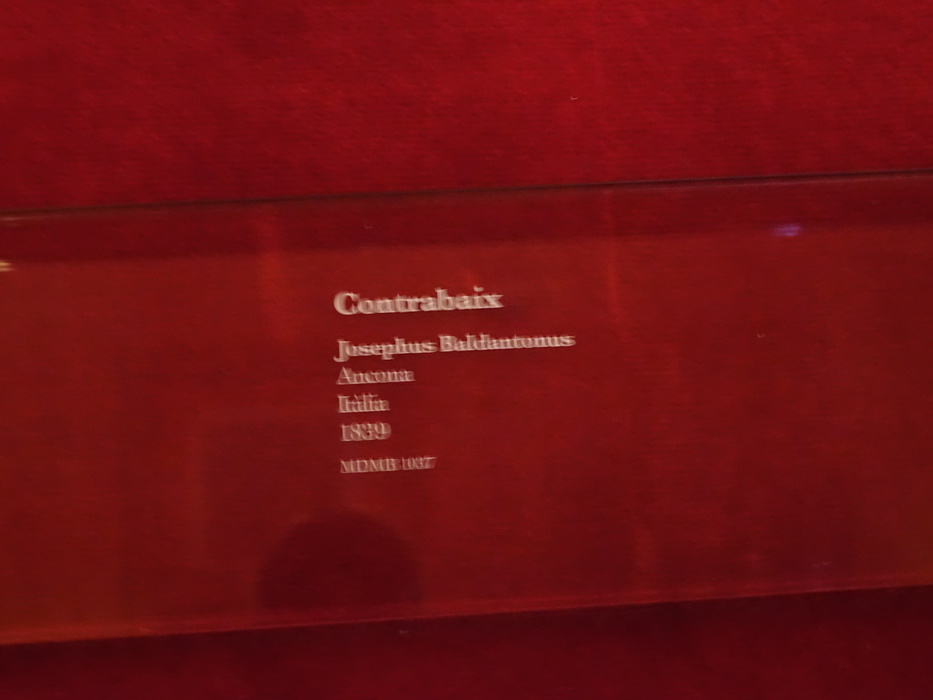 Contrabaix
Josephus Baldantonus
Ancona
Itàlia
1839
MDMB 1037